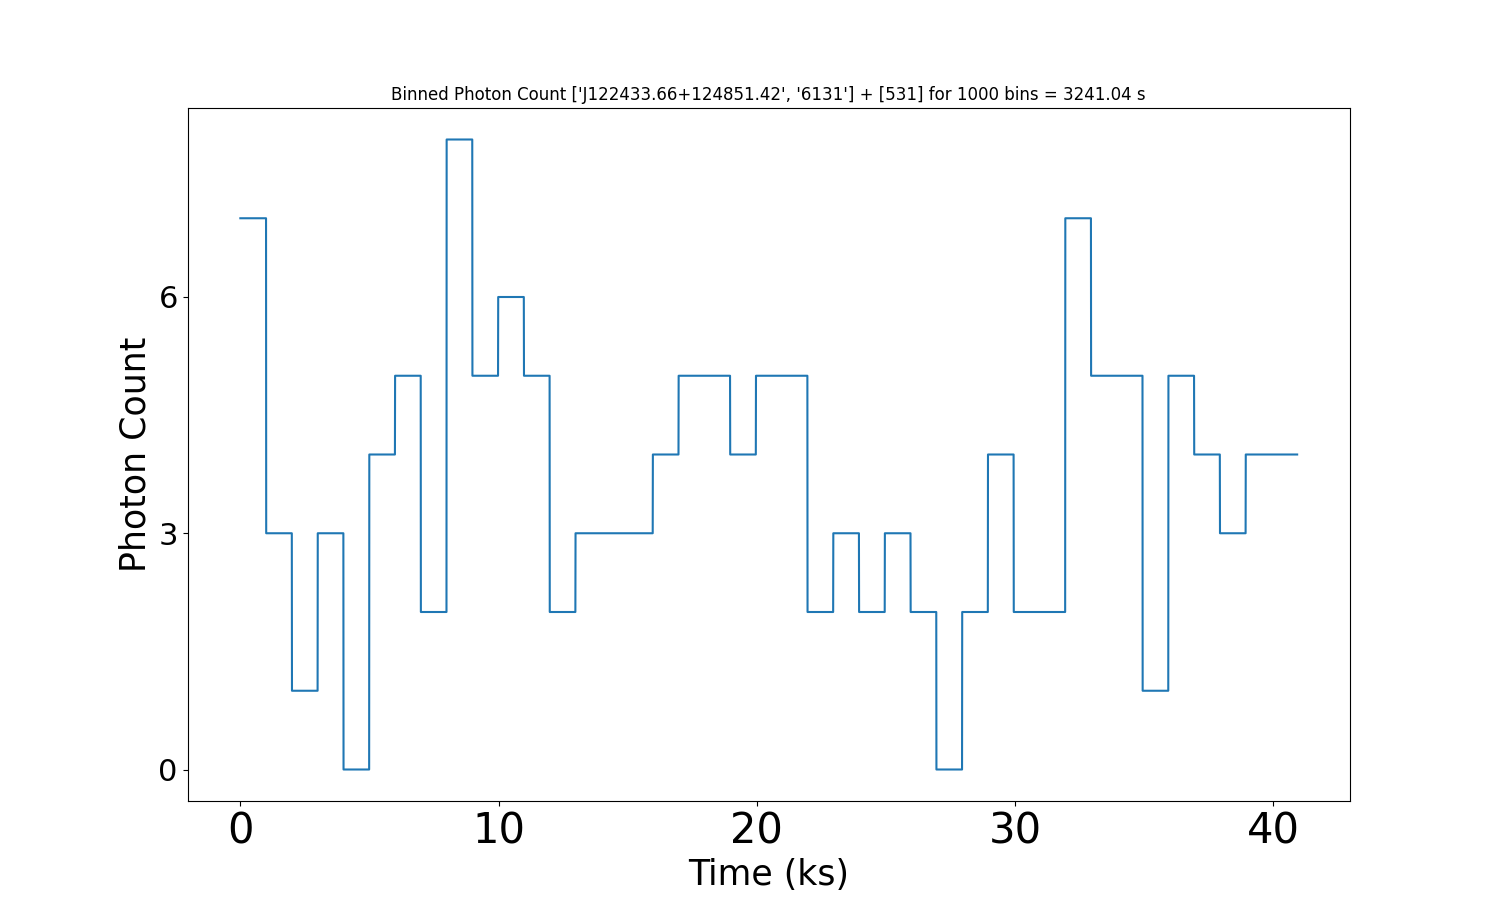 Binned Photon Count ['J122433.66+124851.42', '6131'] + [531] for 1000 bins = 3241.04 s
6
3
0
Photon Count
0 10 20 30 40
Time (ks)